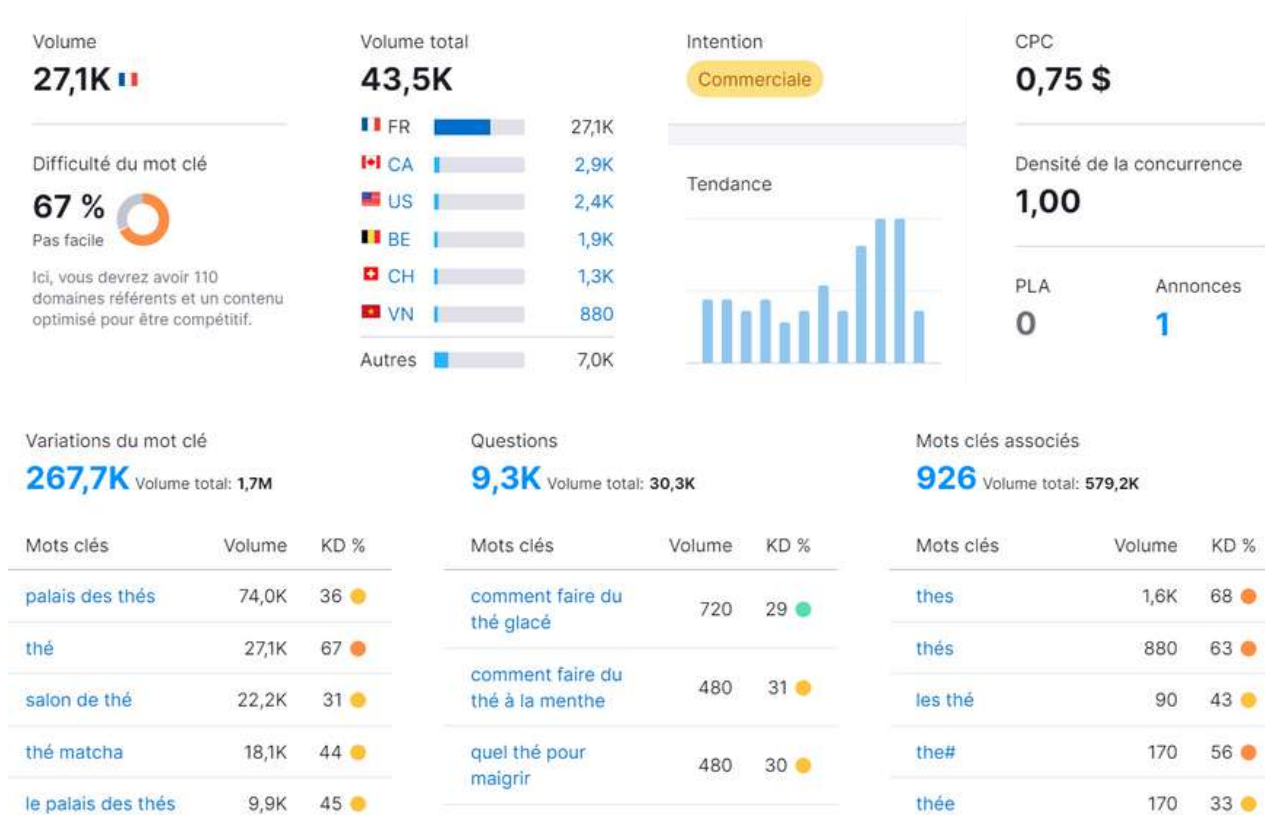 Volume
27,1K
Difficulté du mot clé
67 %
Pas facile
Ici, vous devrez avoir 110
domaines référents et un contenu
optimisé pour être compétitif.
Volume total
43,5K
FR 27,1K
CA 2,9K
US 2,4K
BE 1,9K
CH 1,3K
VN 880
Autres 7,0K
Intention
Commerciale
Tendance
CPC
0,75 $
Densité de la concurrence
1,00
PLA Annonces
0 1
Variations du mot clé
267,7K Volume total: 1,7M
Mots clés Volume KD %
palais des thés 74,0K 36
thé 27,1K 67
salon de thé 22,2K 31
thé matcha 18,1K 44
le palais des thés 9,9K 45
Questions
9,3K Volume total: 30,3K
Mots clés Volume KD %
comment faire du
thé glacé 720 29
comment faire du
thé à la menthe 480 31
quel thé pour
maigrir 480 30
Mots clés associés
926 Volume total: 579,2K
Mots clés Volume KD %
thes 1,6K 68
thés 880 63
les thé 90 43
the# 170 56
thée 170 33